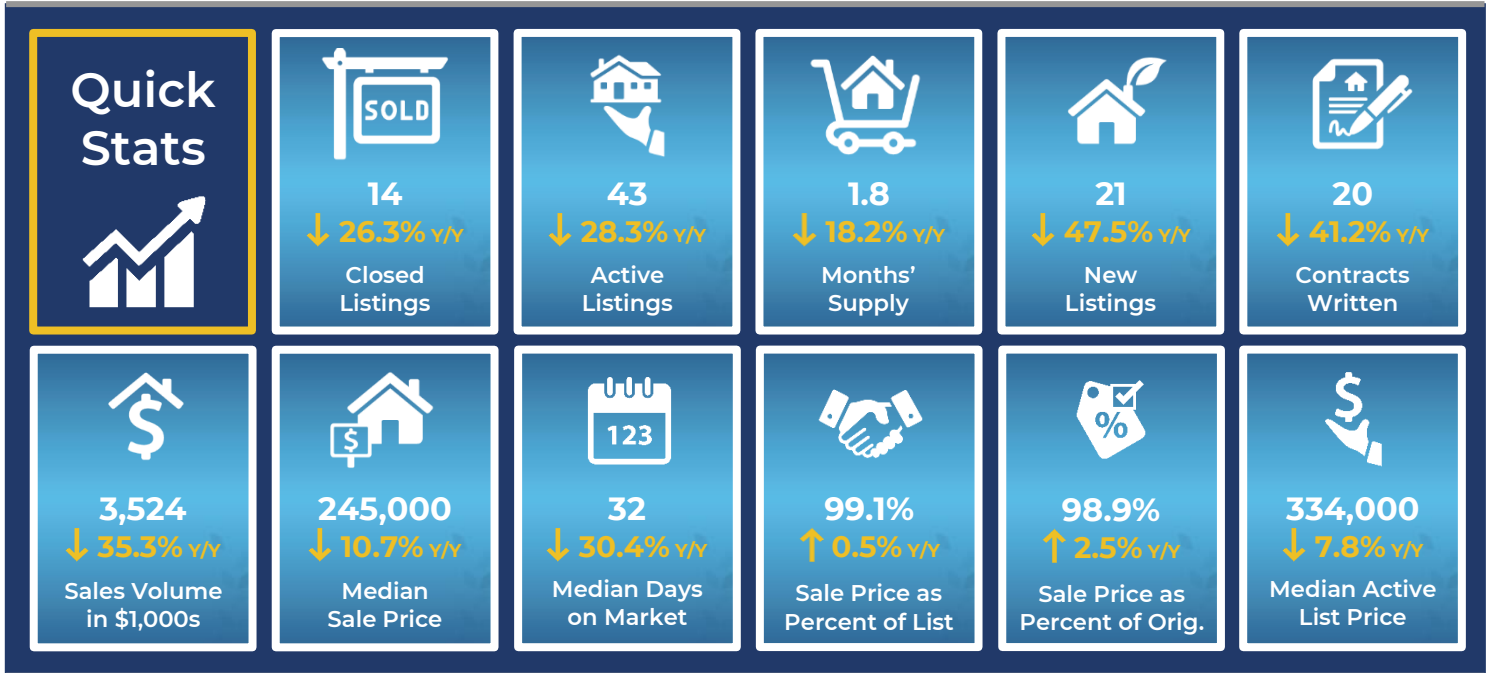 Quick
Stats
SOLD
14
↓ 26.3% Y/Y
Closed
Listings
43
↓ 28.3% Y/Y
Active
Listings
1.8
↓ 18.2% Y/Y
Months’
Supply
21
↓ 47.5% Y/Y
New
Listings
20
↓ 41.2% Y/Y
Contracts
Written
$
3,524
↓ 35.3% Y/Y
Sales Volume
in $1,000s
$
245,000
↓ 10.7% Y/Y
Median
Sale Price
123
32
↓ 30.4% Y/Y
Median Days
on Market
99.1%
↑ 0.5% Y/Y
Sale Price as
Percent of List
%
98.9%
↑ 2.5% Y/Y
Sale Price as
Percent of Orig.
$
334,000
↓ 7.8% Y/Y
Median Active
List Price